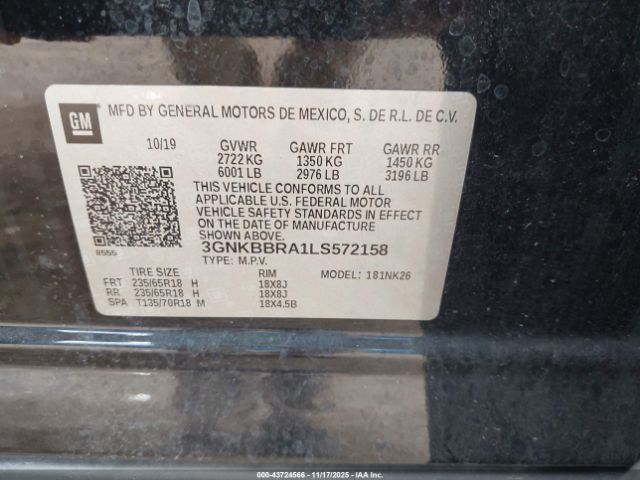 GM
MFD BY GENERAL MOTORS DE MEXICO, S. DE R.L. DE C.V.
10/19 GVWR GAWR FRT GAWR RR
2722 KG 1350 KG 1450 KG
6001 LB 2976 LB 3196 LB
THIS VEHICLE CONFORMS TO ALL
APPLICABLE U.S. FEDERAL MOTOR
VEHICLE SAFETY STANDARDS IN EFFECT
ON THE DATE OF MANUFACTURE
SHOWN ABOVE.
8555 3GNKBBRA1LS572158
TYPE: M.P.V. MODEL: 181NK26
TIRE SIZE RIM
FRT 235/65R18 H 18X8J
RR 235/65R18 H 18X8J
SPA T135/70R18 M 18X4.5B
000-43724566 - 11/17/2025 - IAA Inc.